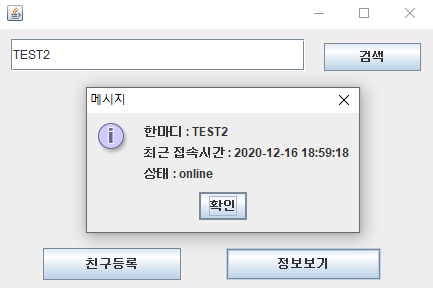 TEST2
검색
메시지
한마디 : TEST2
최근 접속시간 : 2020-12-16 18:59:18
상태 : online
확인
친구등록
정보보기